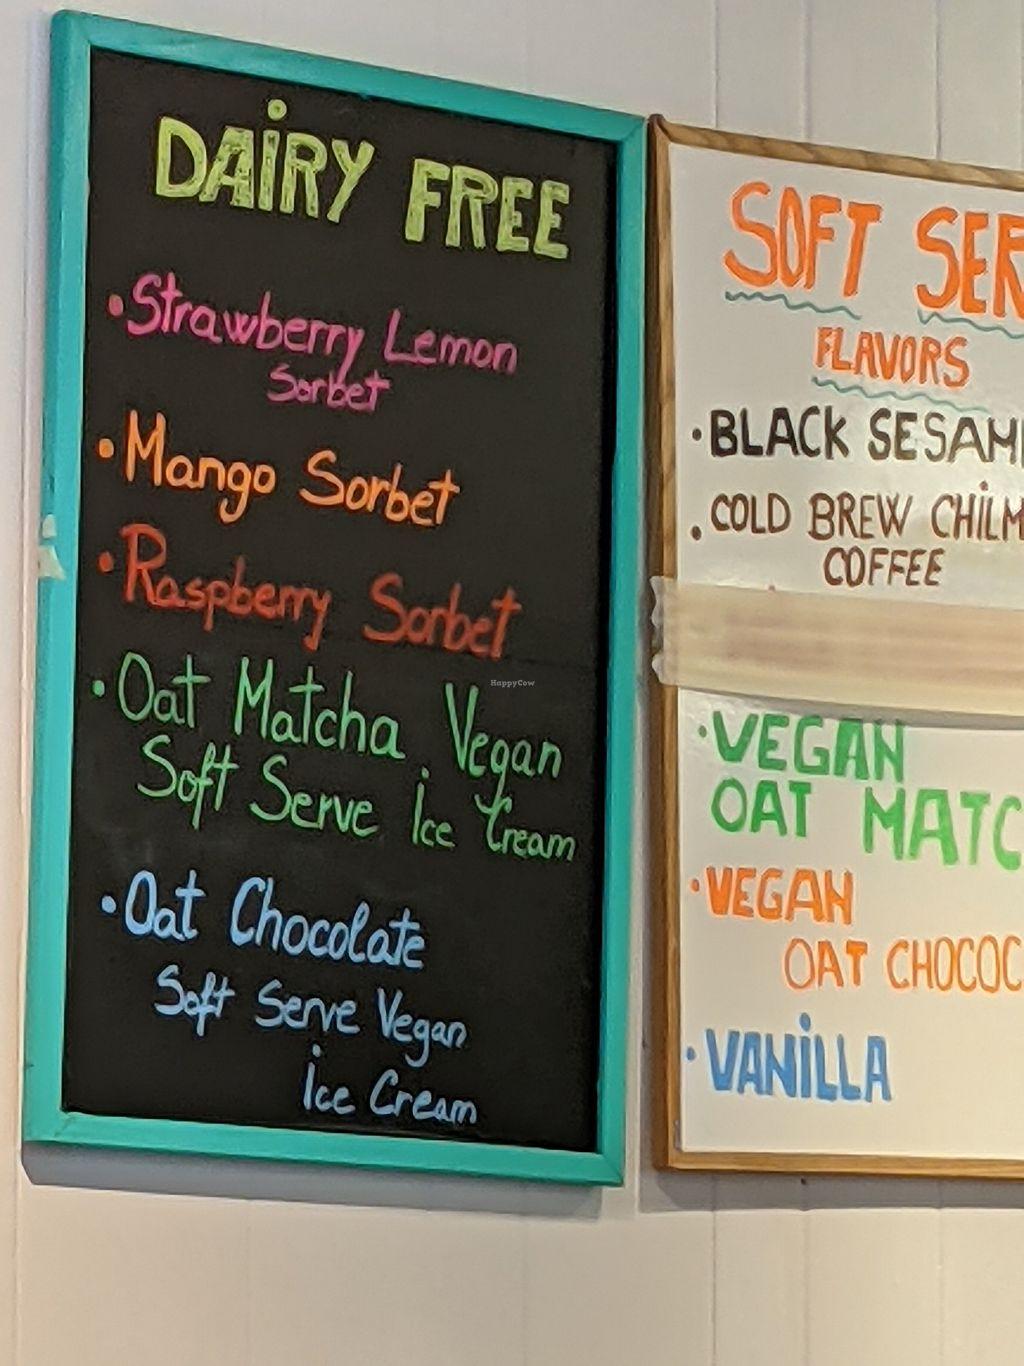 DAiRY FREE
• Strawberry Lemon
Sorbet
• Mango Sorbet
• Raspberry Sorbet
• Oat Matcha Vegan
Soft Serve Ice Cream
• Oat Chocolate
Soft Serve Vegan
Ice Cream
SOFT SER
FLAVORS
• BLACK SESAM
• COLD BREW CHiLM
COFFEE
• VEGAN
OAT MATC
• VEGAN
OAT CHOCOC
• VANiLLA
HappyCow